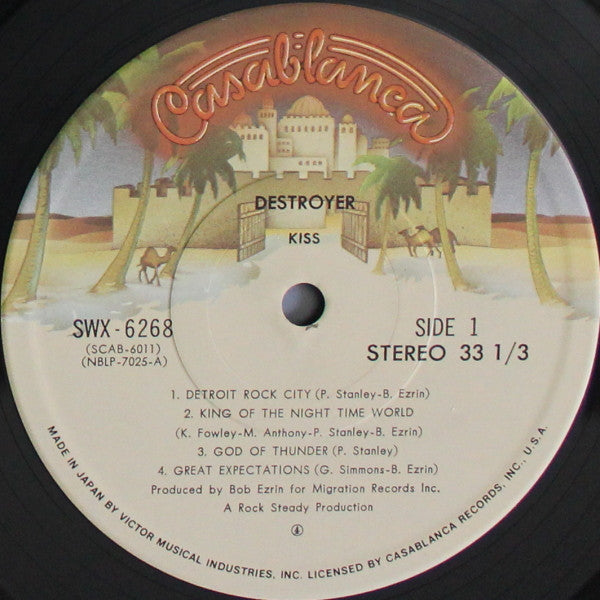 Casablanca
DESTROYER
KISS
SWX-6268
(SCAB-6011)
(NBLP-7025-A)
SIDE 1
STEREO 33 1/3
1. DETROIT ROCK CITY (P. Stanley-B. Ezrin)
2. KING OF THE NIGHT TIME WORLD
(K. Fowley-M. Anthony-P. Stanley-B. Ezrin)
3. GOD OF THUNDER (P. Stanley)
4. GREAT EXPECTATIONS (G. Simmons-B. Ezrin)
Produced by Bob Ezrin for Migration Records Inc.
A Rock Steady Production
MADE IN JAPAN BY VICTOR MUSICAL INDUSTRIES, INC. LICENSED BY CASABLANCA RECORDS, INC., U.S.A.